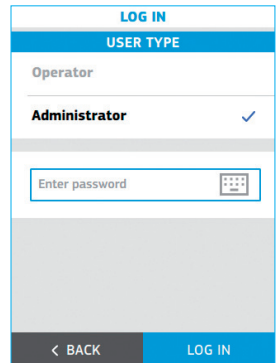 LOG IN
USER TYPE
Operator
Administrator
Enter password
< BACK
LOG IN